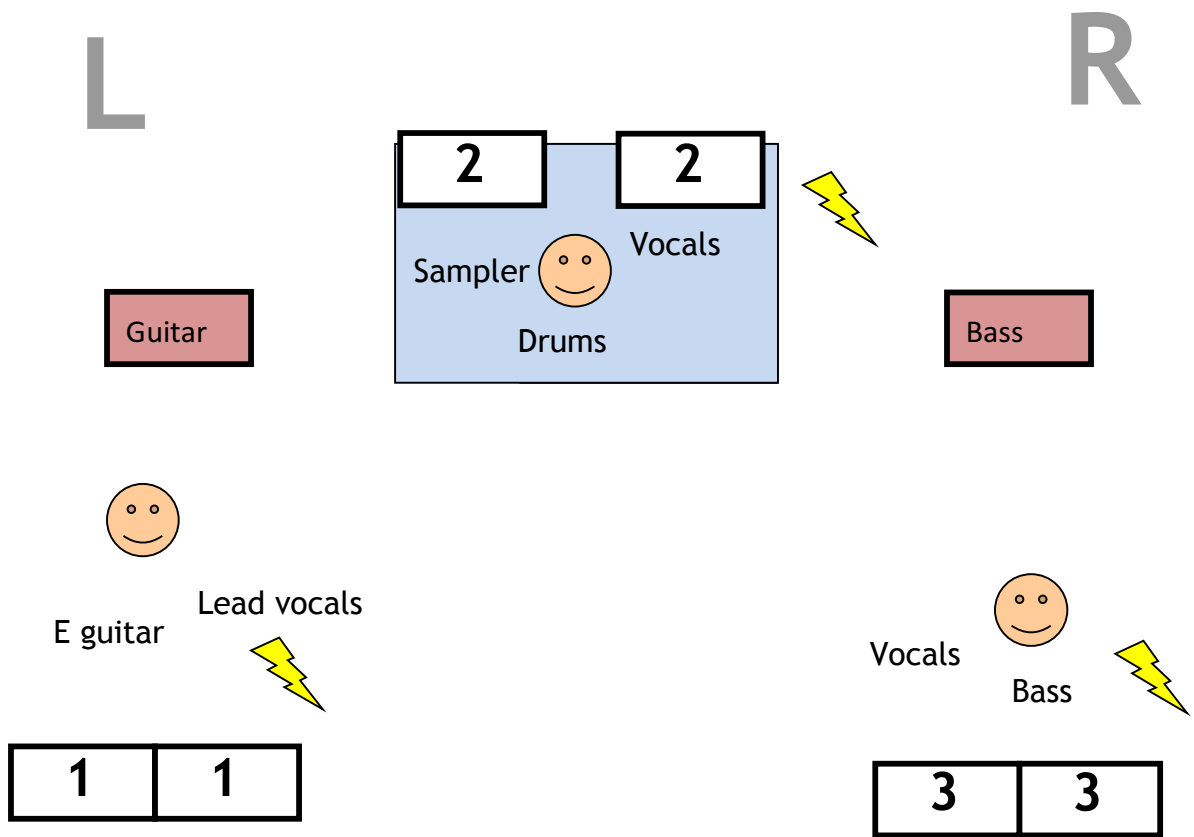 L
R
2
2
Vocals
Sampler
Guitar
Drums
Bass
Lead vocals
E guitar
Vocals
Bass
1
1
3
3